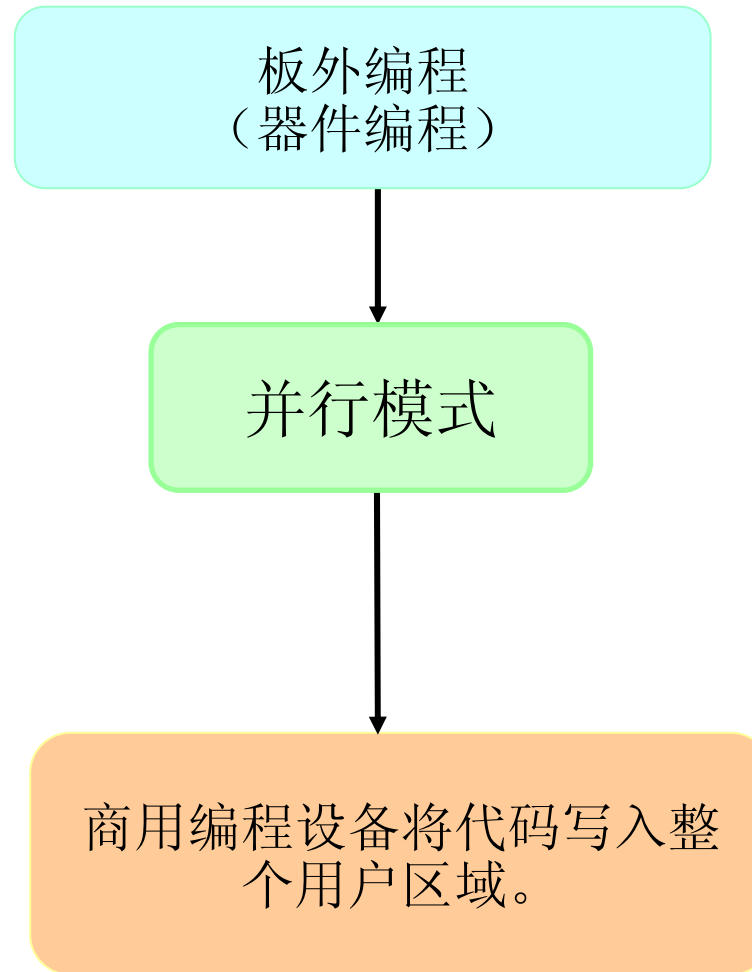 板外编程
（器件编程）
并行模式
商用编程设备将代码写入整
个用户区域。